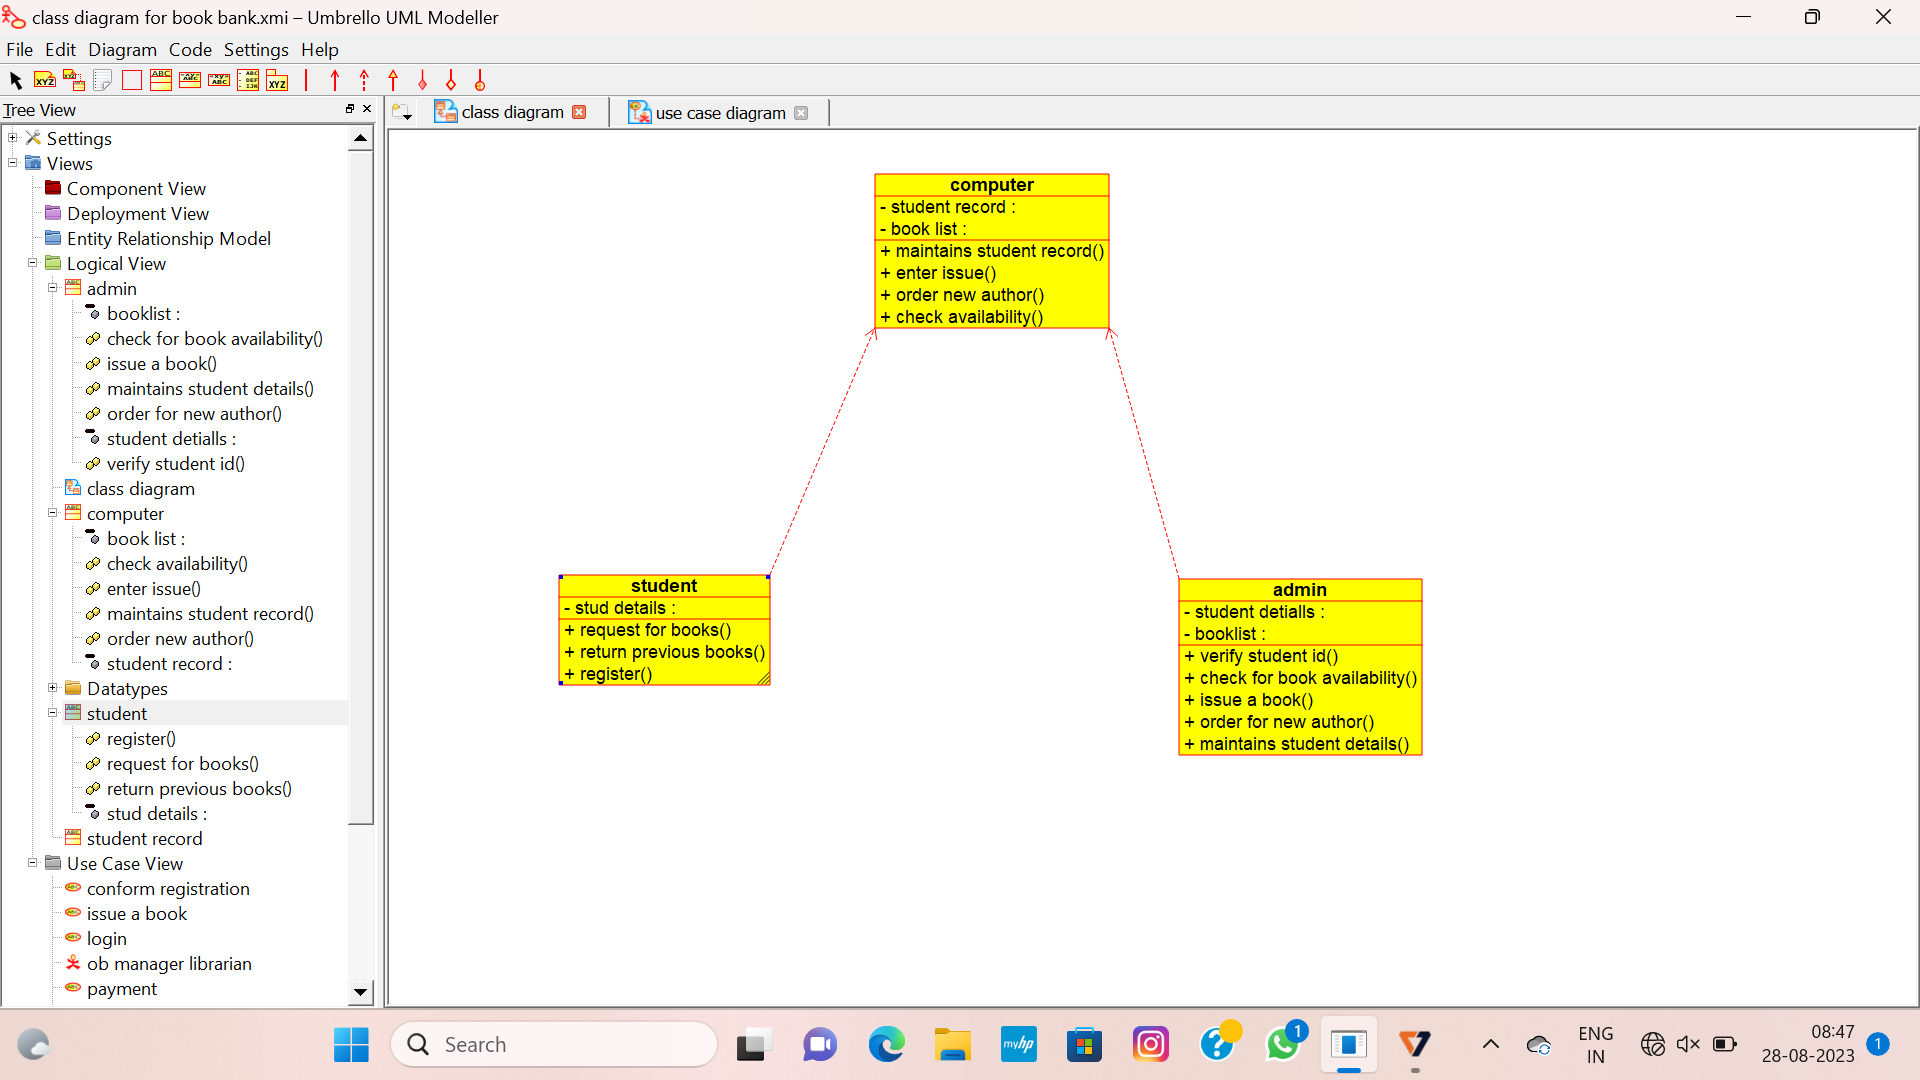 class diagram for book bank.xmi – Umbrello UML Modeller
File Edit Diagram Code Settings Help
Tree View
class diagram
use case diagram
Settings
Views
Component View
Deployment View
Entity Relationship Model
Logical View
admin
booklist :
check for book availability()
issue a book()
maintains student details()
order for new author()
student detialls :
verify student id()
class diagram
computer
book list :
check availability()
enter issue()
maintains student record()
order new author()
student record :
Datatypes
student
register()
request for books()
return previous books()
stud details :
student record
Use Case View
conform registration
issue a book
login
ob manager librarian
payment
computer
- student record :
- book list :
+ maintains student record()
+ enter issue()
+ order new author()
+ check availability()
student
- stud details :
+ request for books()
+ return previous books()
+ register()
admin
- student detialls :
- booklist :
+ verify student id()
+ check for book availability()
+ issue a book()
+ order for new author()
+ maintains student details()
Search
myhp
1
ENG
IN
08:47
28-08-2023
1